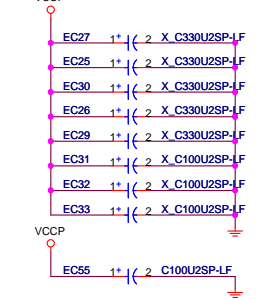 EC27 1+ 2 X_C330U2SP-LF
EC25 1+ 2 X_C330U2SP-LF
EC30 1+ 2 X_C330U2SP-LF
EC26 1+ 2 X_C330U2SP-LF
EC29 1+ 2 X_C330U2SP-LF
EC31 1+ 2 X_C100U2SP-LF
EC32 1+ 2 X_C100U2SP-LF
EC33 1+ 2 X_C100U2SP-LF
VCCP
EC55 1+ 2 C100U2SP-LF